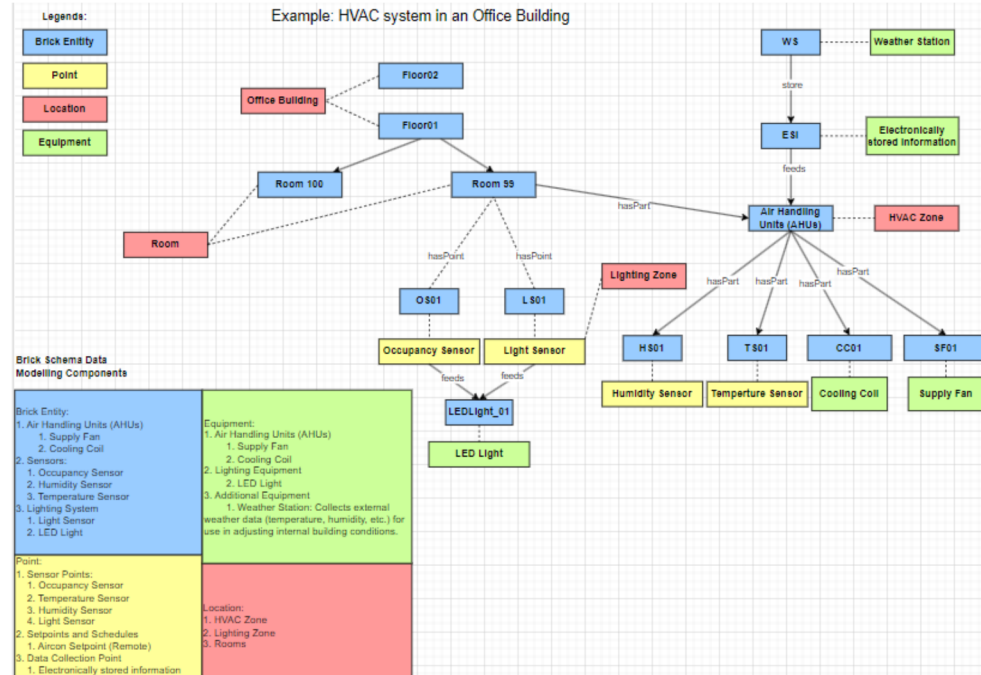 Example: HVAC system in an Office Building
Legends:
Brick Enitity
Point
Location
Equipment
Office Building
Floor02
Floor01
Room 100
Room 99
Room
hasPart
hasPoint
hasPoint
OS01
LS01
Lighting Zone
Occupancy Sensor
Light Sensor
feeds
feeds
LEDLight_01
LED Light
WS
Weather Station
store
ESI
Electronically
stored information
feeds
Air Handling
Units (AHUs)
HVAC Zone
hasPart
hasPart
hasPart
hasPart
HS01
TS01
CC01
SF01
Humidity Sensor
Temperture Sensor
Cooling Coil
Supply Fan
Brick Schema Data
Modelling Components
Brick Entity:
1. Air Handling Units (AHUs)
1. Supply Fan
2. Cooling Coil
2. Sensors:
1. Occupancy Sensor
2. Humidity Sensor
3. Temperature Sensor
3. Lighting System
1. Light Sensor
2. LED Light
Equipment:
1. Air Handling Units (AHUs)
1. Supply Fan
2. Cooling Coil
2. Lighting Equipment
2. LED Light
3. Additional Equipment
1. Weather Station: Collects external
weather data (temperature, humidity, etc.) for
use in adjusting internal building conditions.
Point:
1. Sensor Points:
1. Occupancy Sensor
2. Temperature Sensor
3. Humidity Sensor
4. Light Sensor
2. Setpoints and Schedules
1. Aircon Setpoint (Remote)
3. Data Collection Point
1. Electronically stored information
Location:
1. HVAC Zone
2. Lighting Zone
3. Rooms